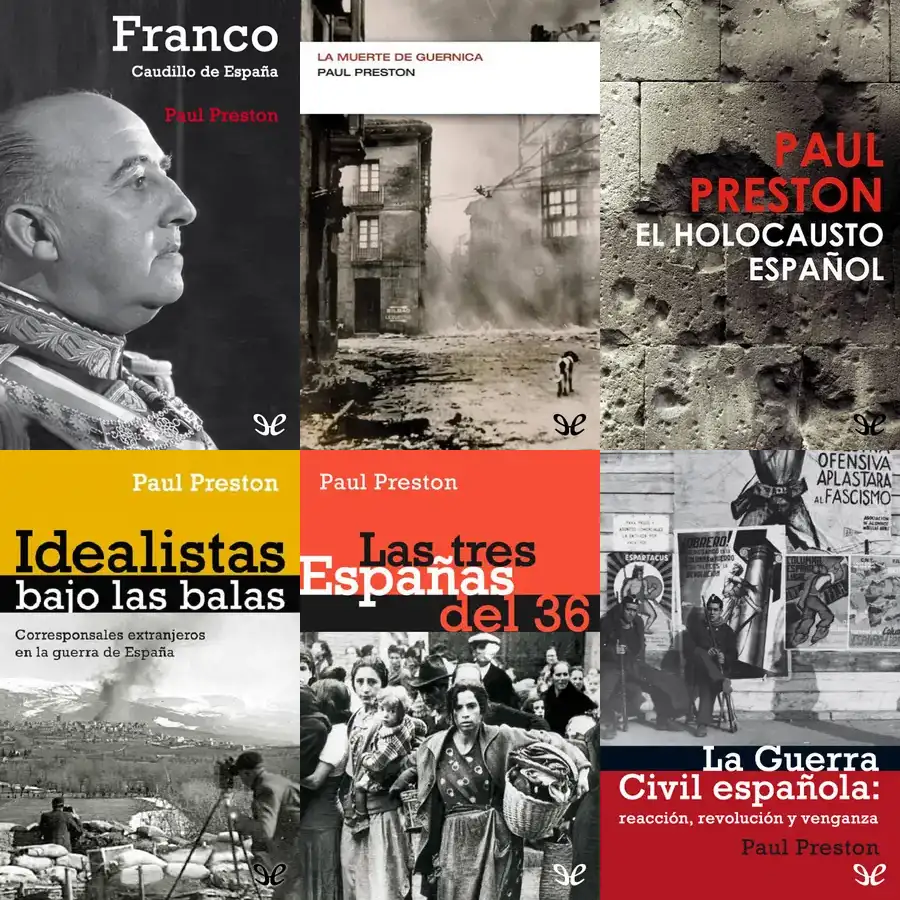 Franco
Caudillo de España
Paul Preston
LA MUERTE DE GUERNICA
PAUL PRESTON
PAUL
PRESTON
EL HOLOCAUSTO
ESPAÑOL
Paul Preston
Idealistas
bajo las balas
Corresponsales extranjeros
en la guerra de España
Paul Preston
Las tres
Españas
del 36
OFENSIVA
APLASTARA
AL FASCISMO
SPARTACUS
OBRERO!
La Guerra
Civil española:
reacción, revolución y venganza
Paul Preston